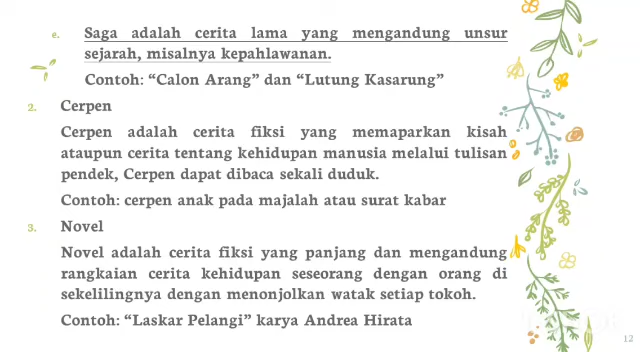 e. Saga adalah cerita lama yang mengandung unsur
sejarah, misalnya kepahlawanan.
Contoh: “Calon Arang” dan “Lutung Kasarung”
2. Cerpen
Cerpen adalah cerita fiksi yang memaparkan kisah
ataupun cerita tentang kehidupan manusia melalui tulisan
pendek, Cerpen dapat dibaca sekali duduk.
Contoh: cerpen anak pada majalah atau surat kabar
3. Novel
Novel adalah cerita fiksi yang panjang dan mengandung
rangkaian cerita kehidupan seseorang dengan orang di
sekelilingnya dengan menonjolkan watak setiap tokoh.
Contoh: “Laskar Pelangi” karya Andrea Hirata
12